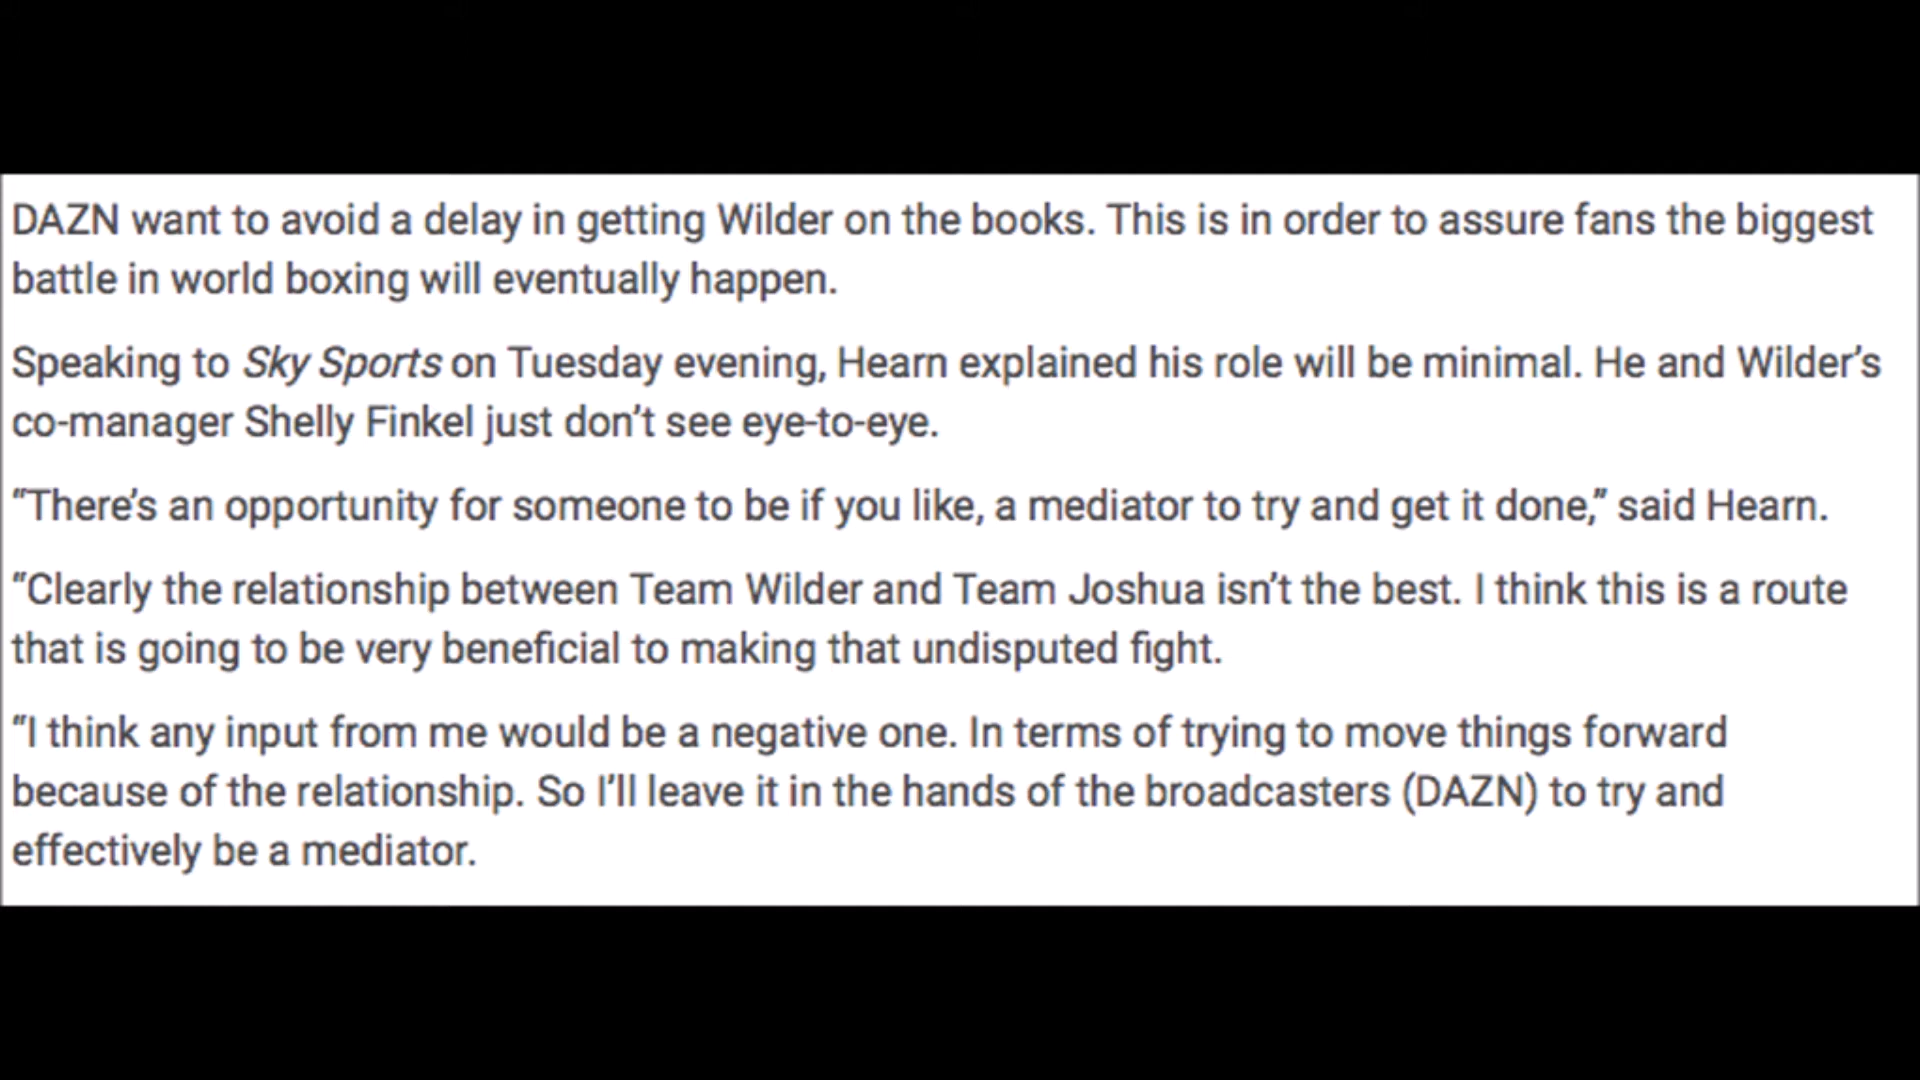 DAZN want to avoid a delay in getting Wilder on the books. This is in order to assure fans the biggest
battle in world boxing will eventually happen.
Speaking to Sky Sports on Tuesday evening, Hearn explained his role will be minimal. He and Wilder’s
co-manager Shelly Finkel just don’t see eye-to-eye.
“There’s an opportunity for someone to be if you like, a mediator to try and get it done,” said Hearn.
“Clearly the relationship between Team Wilder and Team Joshua isn’t the best. I think this is a route
that is going to be very beneficial to making that undisputed fight.
“I think any input from me would be a negative one. In terms of trying to move things forward
because of the relationship. So I’ll leave it in the hands of the broadcasters (DAZN) to try and
effectively be a mediator.